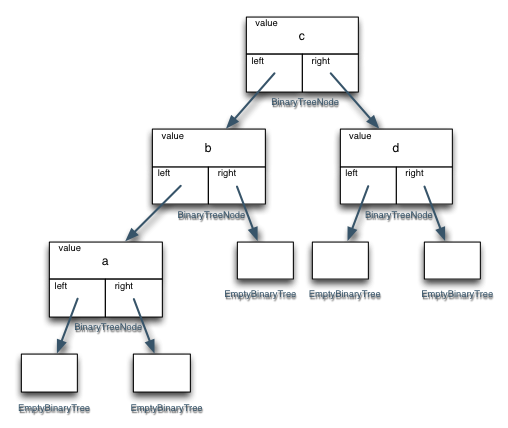 value
c
left right
BinaryTreeNode
value
b
left right
BinaryTreeNode
value
d
left right
BinaryTreeNode
value
a
left right
BinaryTreeNode
EmptyBinaryTree
EmptyBinaryTree
EmptyBinaryTree
EmptyBinaryTree
EmptyBinaryTree